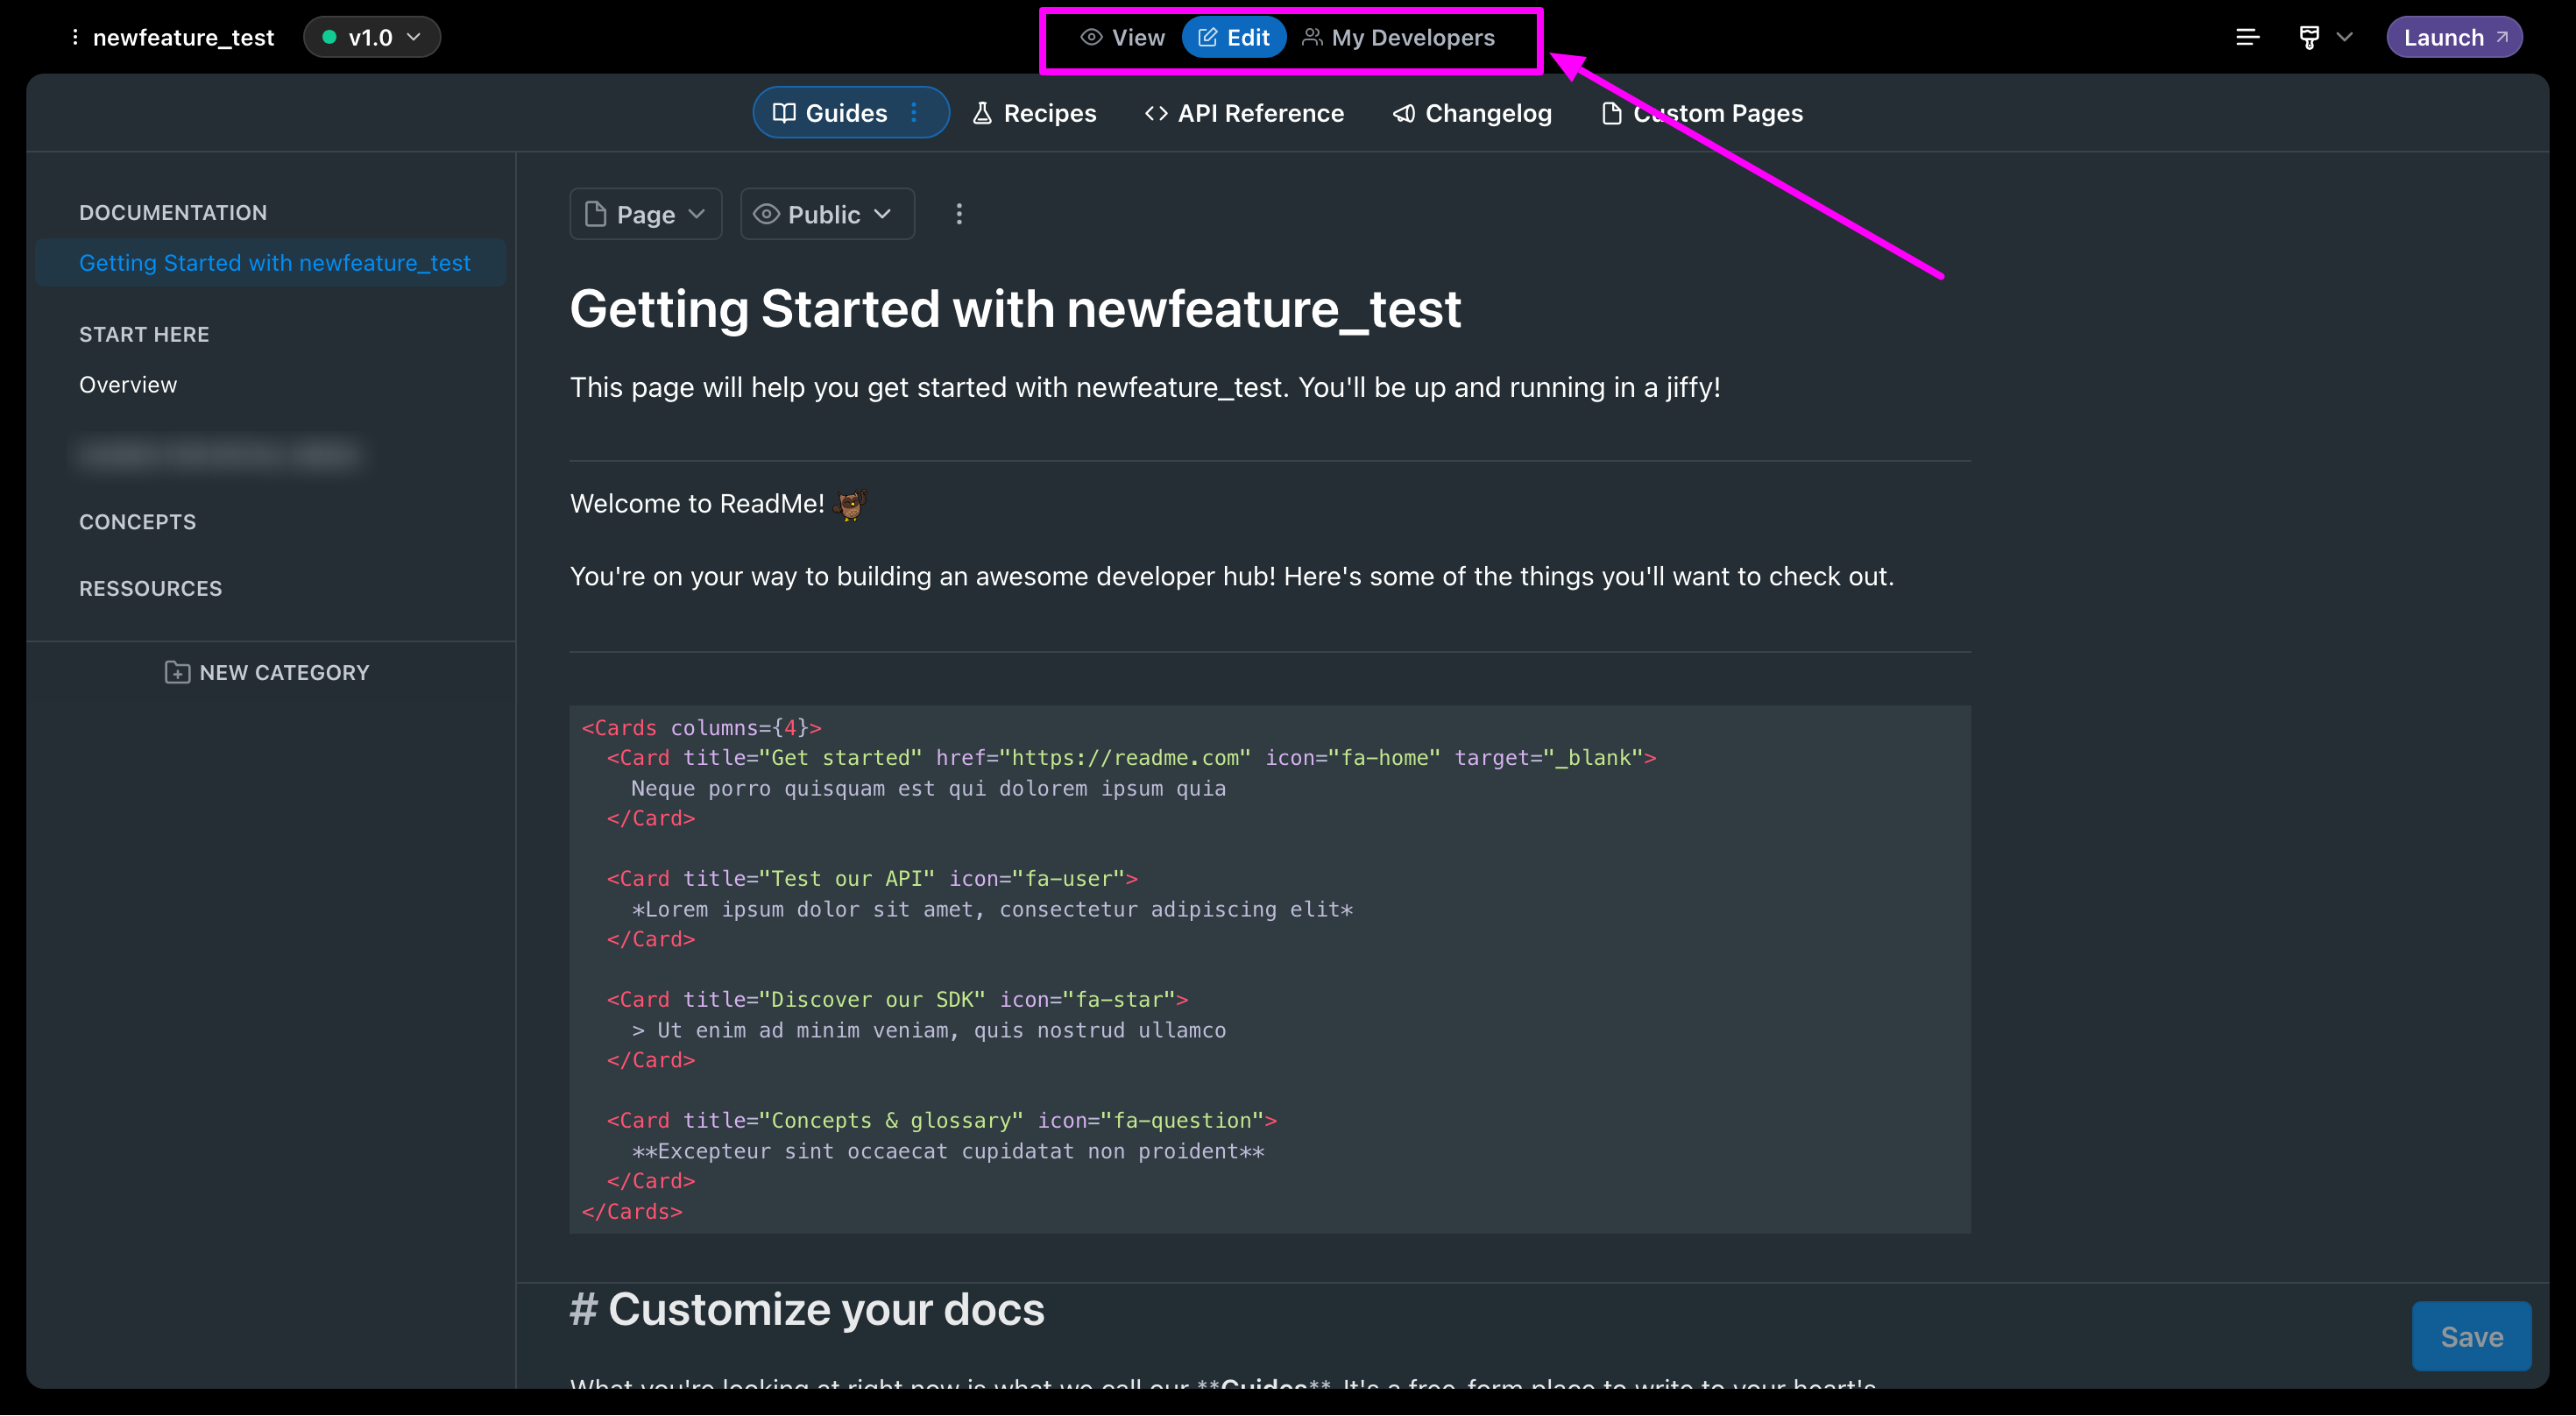 newfeature_test v1.0 View Edit My Developers Launch
Guides Recipes API Reference Changelog Custom Pages
DOCUMENTATION
Getting Started with newfeature_test
START HERE
Overview
CONCEPTS
RESSOURCES
NEW CATEGORY
Page Public
Getting Started with newfeature_test
This page will help you get started with newfeature_test. You'll be up and running in a jiffy!
Welcome to ReadMe!
You're on your way to building an awesome developer hub! Here's some of the things you'll want to check out.
<Cards columns={4}>
  <Card title="Get started" href="https://readme.com" icon="fa-home" target="_blank">
    Neque porro quisquam est qui dolorem ipsum quia
  </Card>
  <Card title="Test our API" icon="fa-user">
    *Lorem ipsum dolor sit amet, consectetur adipiscing elit*
  </Card>
  <Card title="Discover our SDK" icon="fa-star">
    > Ut enim ad minim veniam, quis nostrud ullamco
  </Card>
  <Card title="Concepts & glossary" icon="fa-question">
    **Excepteur sint occaecat cupidatat non proident**
  </Card>
</Cards>
# Customize your docs
What you're looking at right now is what we call our **Guides**. It's a free-form place to write to your heart's
Save